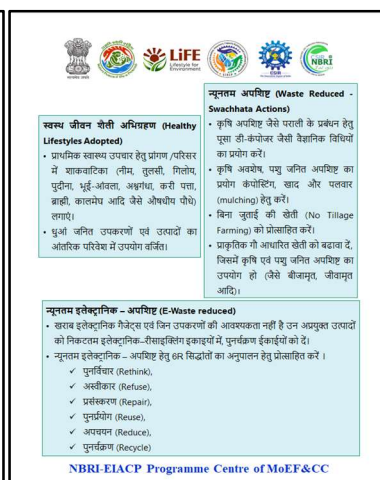 LiFE
Lifestyle for
Environment
CSIR
NBRI
स्वस्थ जीवन शैली अभिग्रहण (Healthy
Lifestyles Adopted)
• प्राथमिक स्वास्थ्य उपचार हेतु प्रांगण /परिसर
में शाकवाटिका (नीम, तुलसी, गिलोय,
पुदीना, भूई-आंवला, अश्वगंधा, करी पत्ता,
ब्राह्मी, कालमेघ आदि जैसे औषधीय पौधे)
लगाएं।
• धुआं जनित उपकरणों एवं उत्पादों का
आंतरिक परिवेश में उपयोग वर्जित।
न्यूनतम अपशिष्ट (Waste Reduced -
Swachhata Actions)
• कृषि अपशिष्ट जैसे पराली के प्रबंधन हेतु
पूसा डी-कंपोजर जैसी वैज्ञानिक विधियों
का प्रयोग करें।
• कृषि अवशेष, पशु जनित अपशिष्ट का
प्रयोग कंपोस्टिंग, खाद और पलवार
(mulching) हेतु करें।
• बिना जुताई की खेती (No Tillage
Farming) को प्रोत्साहित करें।
• प्राकृतिक गौ आधारित खेती को बढावा दें,
जिसमें कृषि एवं पशु जनित अपशिष्ट का
उपयोग हो (जैसे बीजामृत, जीवामृत
आदि)।
न्यूनतम इलेक्ट्रानिक – अपशिष्ट (E-Waste reduced)
• खराब इलेक्ट्रानिक गैजेट्स एवं जिन उपकरणों की आवश्यकता नहीं है उन अप्रयुक्त उत्पादों
को निकटतम इलेक्ट्रानिक–रीसाइक्लिंग इकाइयों में, पुनर्चक्रण ईकाईयों को दें।
• न्यूनतम इलेक्ट्रानिक – अपशिष्ट हेतु 6R सिद्धांतों का अनुपालन हेतु प्रोत्साहित करें ।
✓ पुनर्विचार (Rethink),
✓ अस्वीकार (Refuse),
✓ प्रसंस्करण (Repair),
✓ पुनर्प्रयोग (Reuse),
✓ अपचयन (Reduce),
✓ पुनर्चक्रण (Recycle)
NBRI-EIACP Programme Centre of MoEF&CC